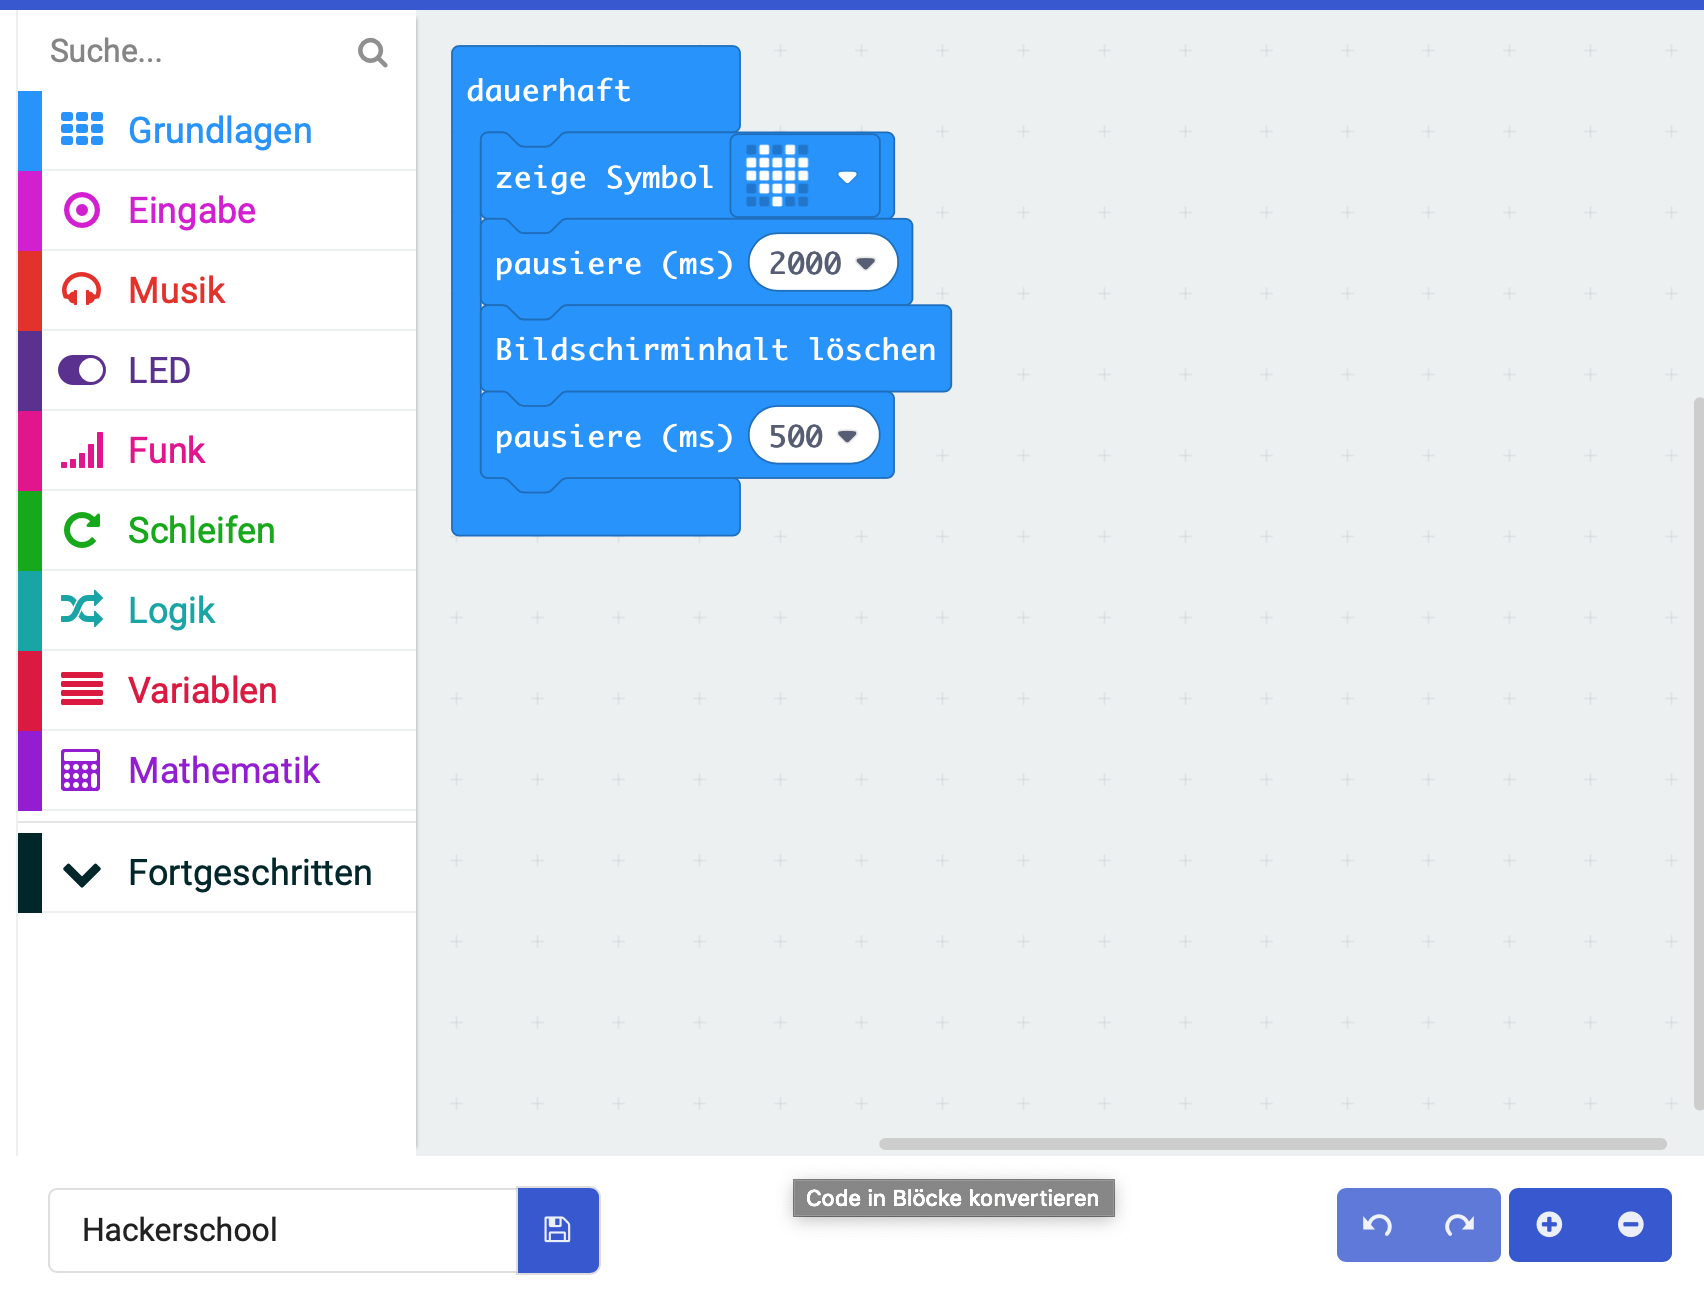 Suche...
Grundlagen
Eingabe
Musik
LED
Funk
Schleifen
Logik
Variablen
Mathematik
Fortgeschritten
dauerhaft
zeige Symbol
pausiere (ms) 2000
Bildschirminhalt löschen
pausiere (ms) 500
Hackerschool
Code in Blöcke konvertieren